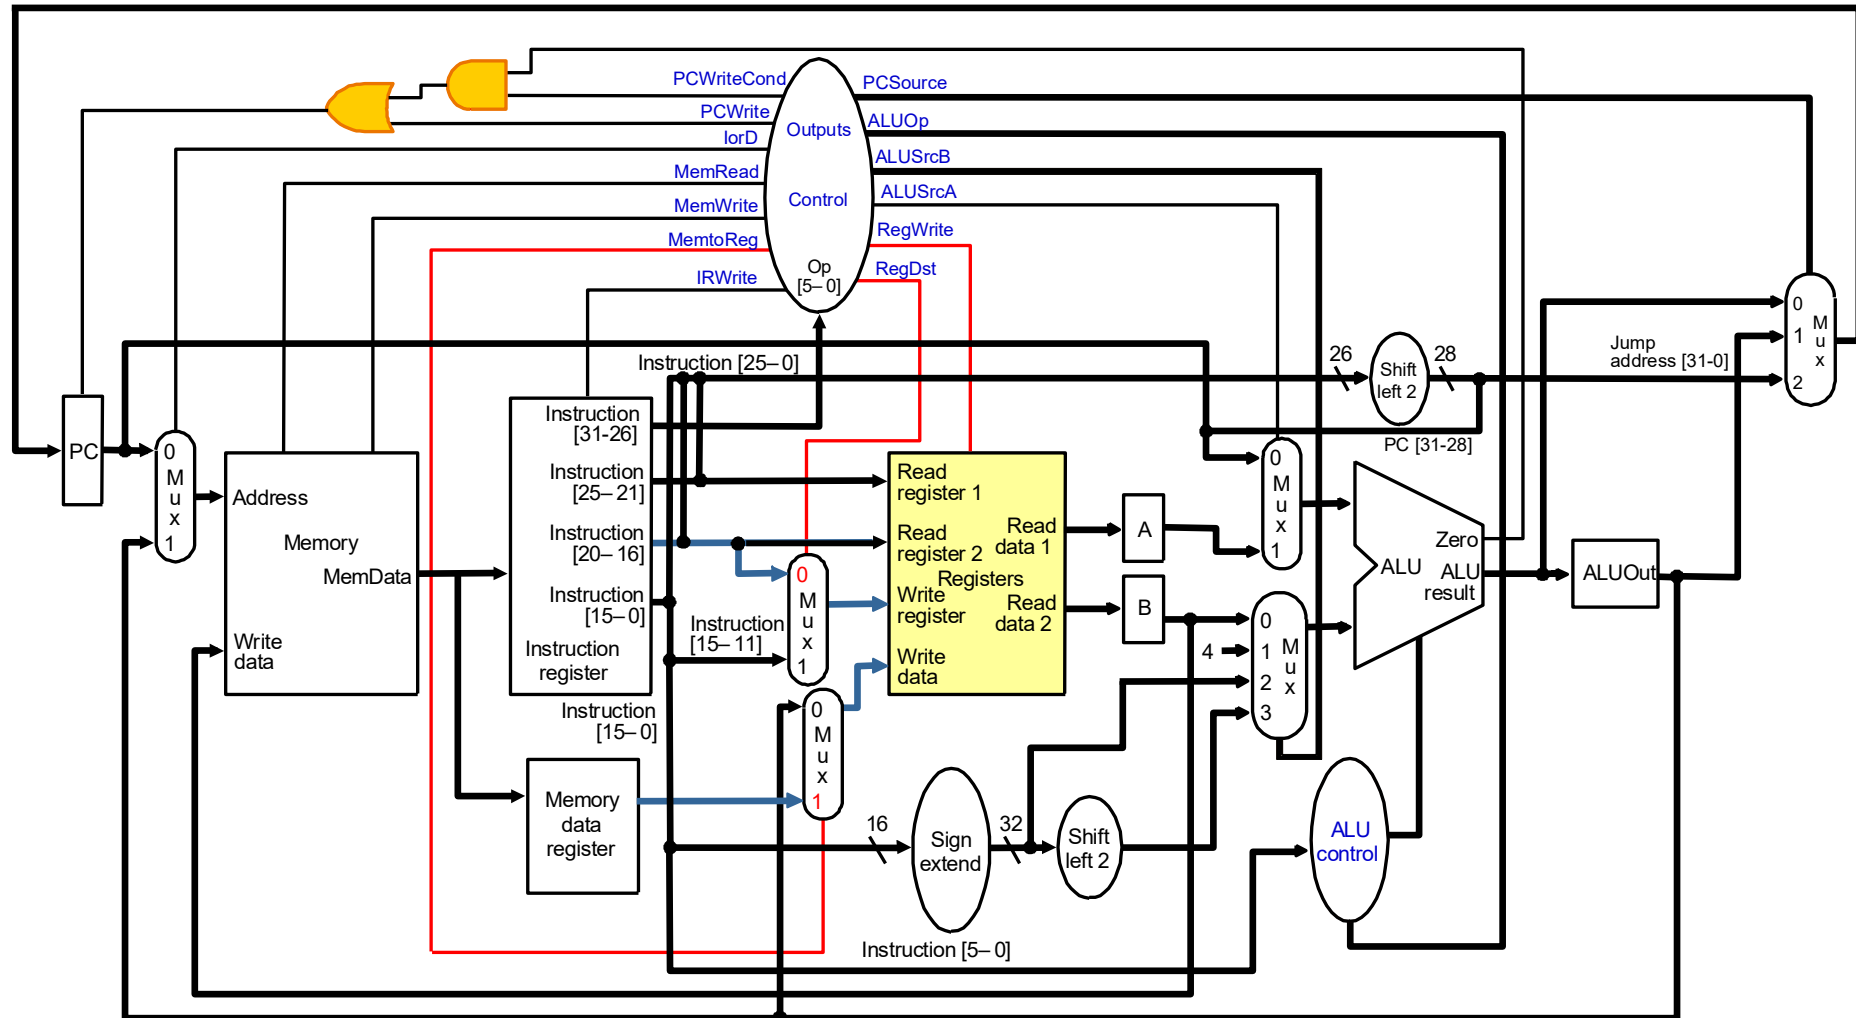 PCWriteCond
PCSource
PCWrite
ALUOp
Outputs
IorD
ALUSrcB
MemRead
ALUSrcA
Control
MemWrite
RegWrite
MemtoReg
RegDst
Op
[5–0]
IRWrite
0
1
2
M
u
x
Jump
address [31-0]
Instruction [25–0]
26
Shift
left 2
28
PC [31-28]
PC
0
M
u
x
1
Address
Memory
MemData
Write
data
Instruction
[31-26]
Instruction
[25–21]
Instruction
[20–16]
Instruction
[15–0]
Instruction
register
Instruction
[15–11]
0
M
u
x
1
Read
register 1
Read
register 2
Registers
Write
register
Write
data
Read
data 1
Read
data 2
A
B
0
M
u
x
1
4
0
1
2
3
M
u
x
Zero
ALU
ALU
result
ALUOut
Instruction
[15–0]
0
M
u
x
1
Memory
data
register
16
Sign
extend
32
Shift
left 2
ALU
control
Instruction [5–0]